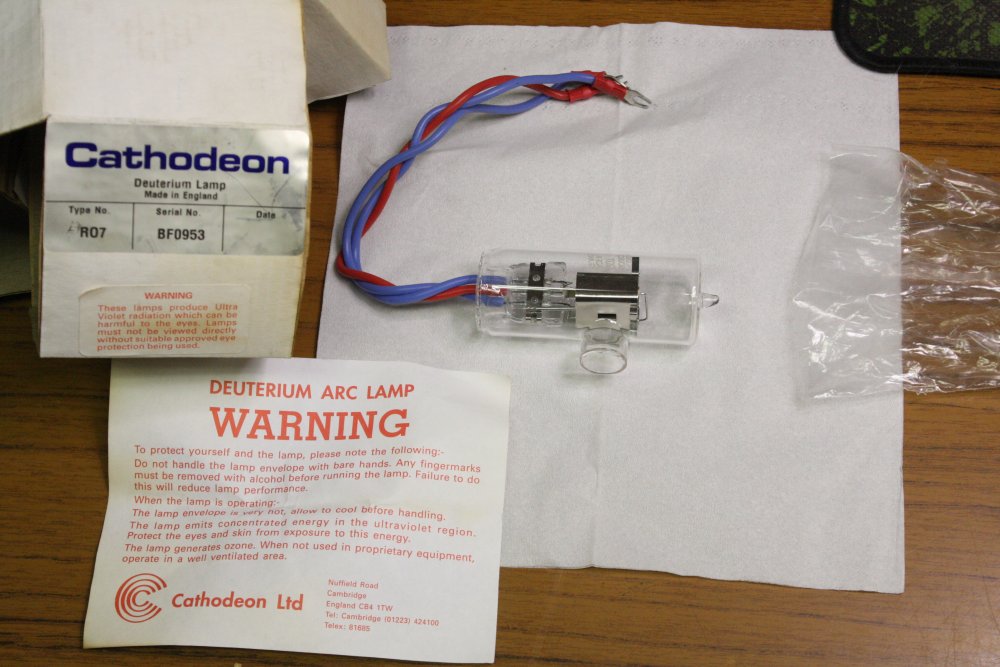 Cathodeon
Deuterium Lamp
Made in England
Type No.
Serial No.
Date
R07
BF0953
WARNING
These lamps produce Ultra
Violet radiation which can be
harmful to the eyes. Lamps
must not be viewed directly
without suitable approved eye
protection being used.
DEUTERIUM ARC LAMP
WARNING
To protect yourself and the lamp, please note the following:-
Do not handle the lamp envelope with bare hands. Any fingermarks
must be removed with alcohol before running the lamp. Failure to do
this will reduce lamp performance.
When the lamp is operating:-
The lamp envelope is very hot, allow to cool before handling.
The lamp emits concentrated energy in the ultraviolet region.
Protect the eyes and skin from exposure to this energy.
The lamp generates ozone. When not used in proprietary equipment,
operate in a well ventilated area.
Cathodeon Ltd
Nuffield Road
Cambridge
England CB4 1TW
Tel: Cambridge (01223) 424100
Telex: 81685